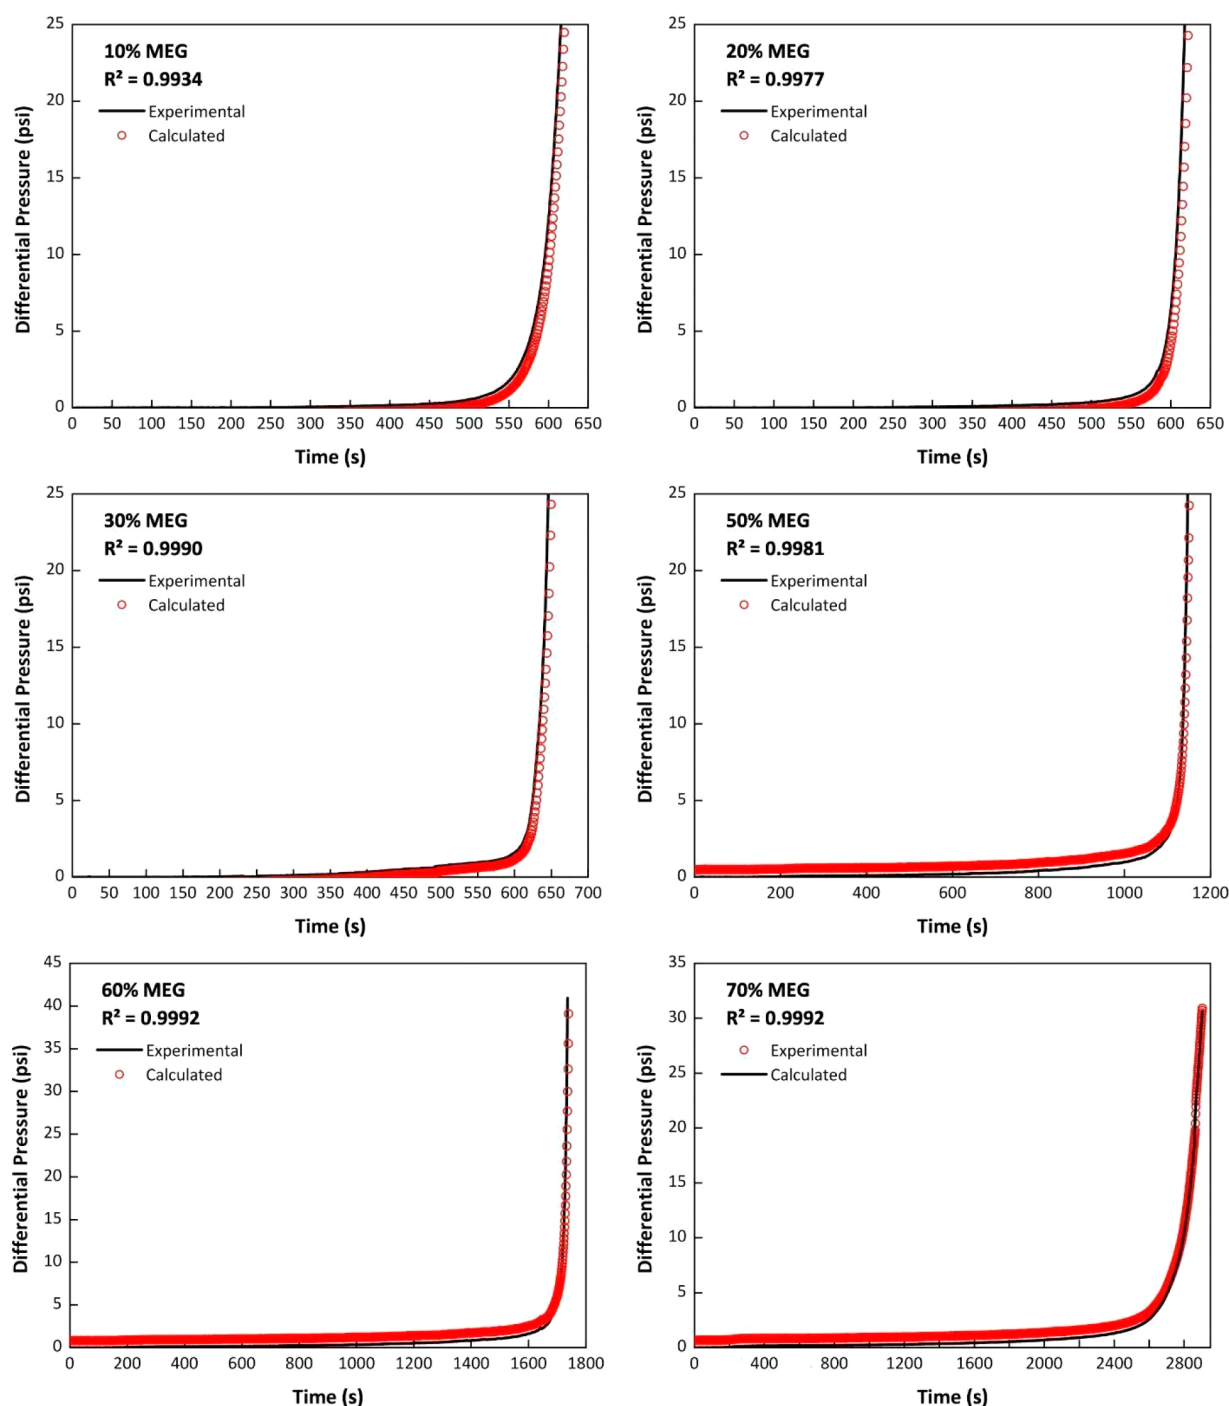 10% MEG
R² = 0.9934
Experimental
Calculated
Differential Pressure (psi)
25
20
15
10
5
0
0 50 100 150 200 250 300 350 400 450 500 550 600 650
Time (s)
20% MEG
R² = 0.9977
Experimental
Calculated
Differential Pressure (psi)
25
20
15
10
5
0
0 50 100 150 200 250 300 350 400 450 500 550 600 650
Time (s)
30% MEG
R² = 0.9990
Experimental
Calculated
Differential Pressure (psi)
25
20
15
10
5
0
0 50 100 150 200 250 300 350 400 450 500 550 600 650 700
Time (s)
50% MEG
R² = 0.9981
Experimental
Calculated
Differential Pressure (psi)
25
20
15
10
5
0
0 200 400 600 800 1000 1200
Time (s)
60% MEG
R² = 0.9992
Experimental
Calculated
Differential Pressure (psi)
45
40
35
30
25
20
15
10
5
0
0 200 400 600 800 1000 1200 1400 1600 1800
Time (s)
70% MEG
R² = 0.9992
Experimental
Calculated
Differential Pressure (psi)
35
30
25
20
15
10
5
0
0 400 800 1200 1600 2000 2400 2800
Time (s)